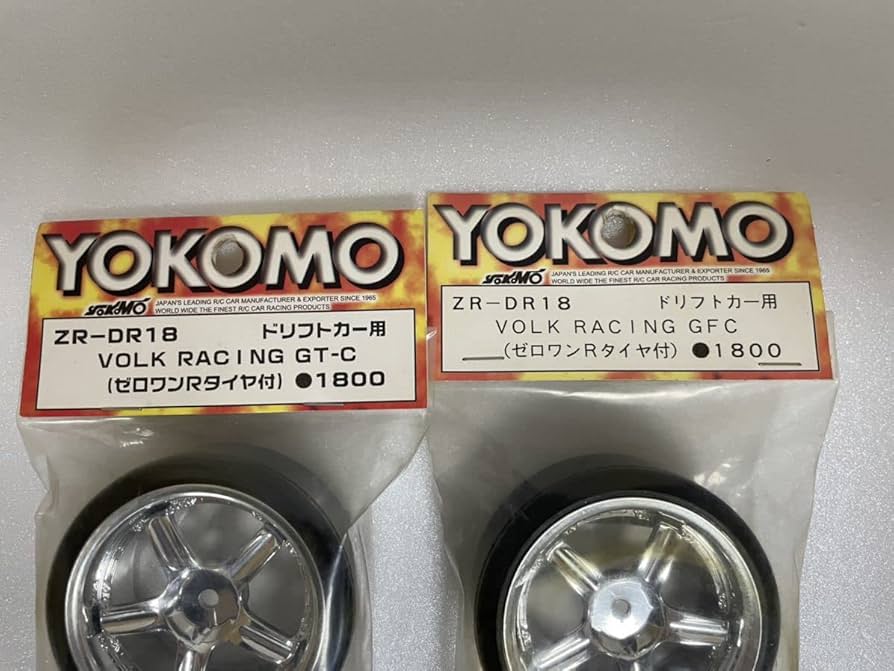 YOKOMO
YOKOMO
JAPAN'S LEADING R/C CAR MANUFACTURER & EXPORTER SINCE 1965
WORLD WIDE THE FINEST R/C CAR RACING PRODUCTS
ZR-DR18 ドリフトカー用
VOLK RACING GT-C
(ゼロワンRタイヤ付) ●1800
YOKOMO
YOKOMO
JAPAN'S LEADING R/C CAR MANUFACTURER & EXPORTER SINCE 1965
WORLD WIDE THE FINEST R/C CAR RACING PRODUCTS
ZR-DR18 ドリフトカー用
VOLK RACING GFC
(ゼロワンRタイヤ付) ●1800